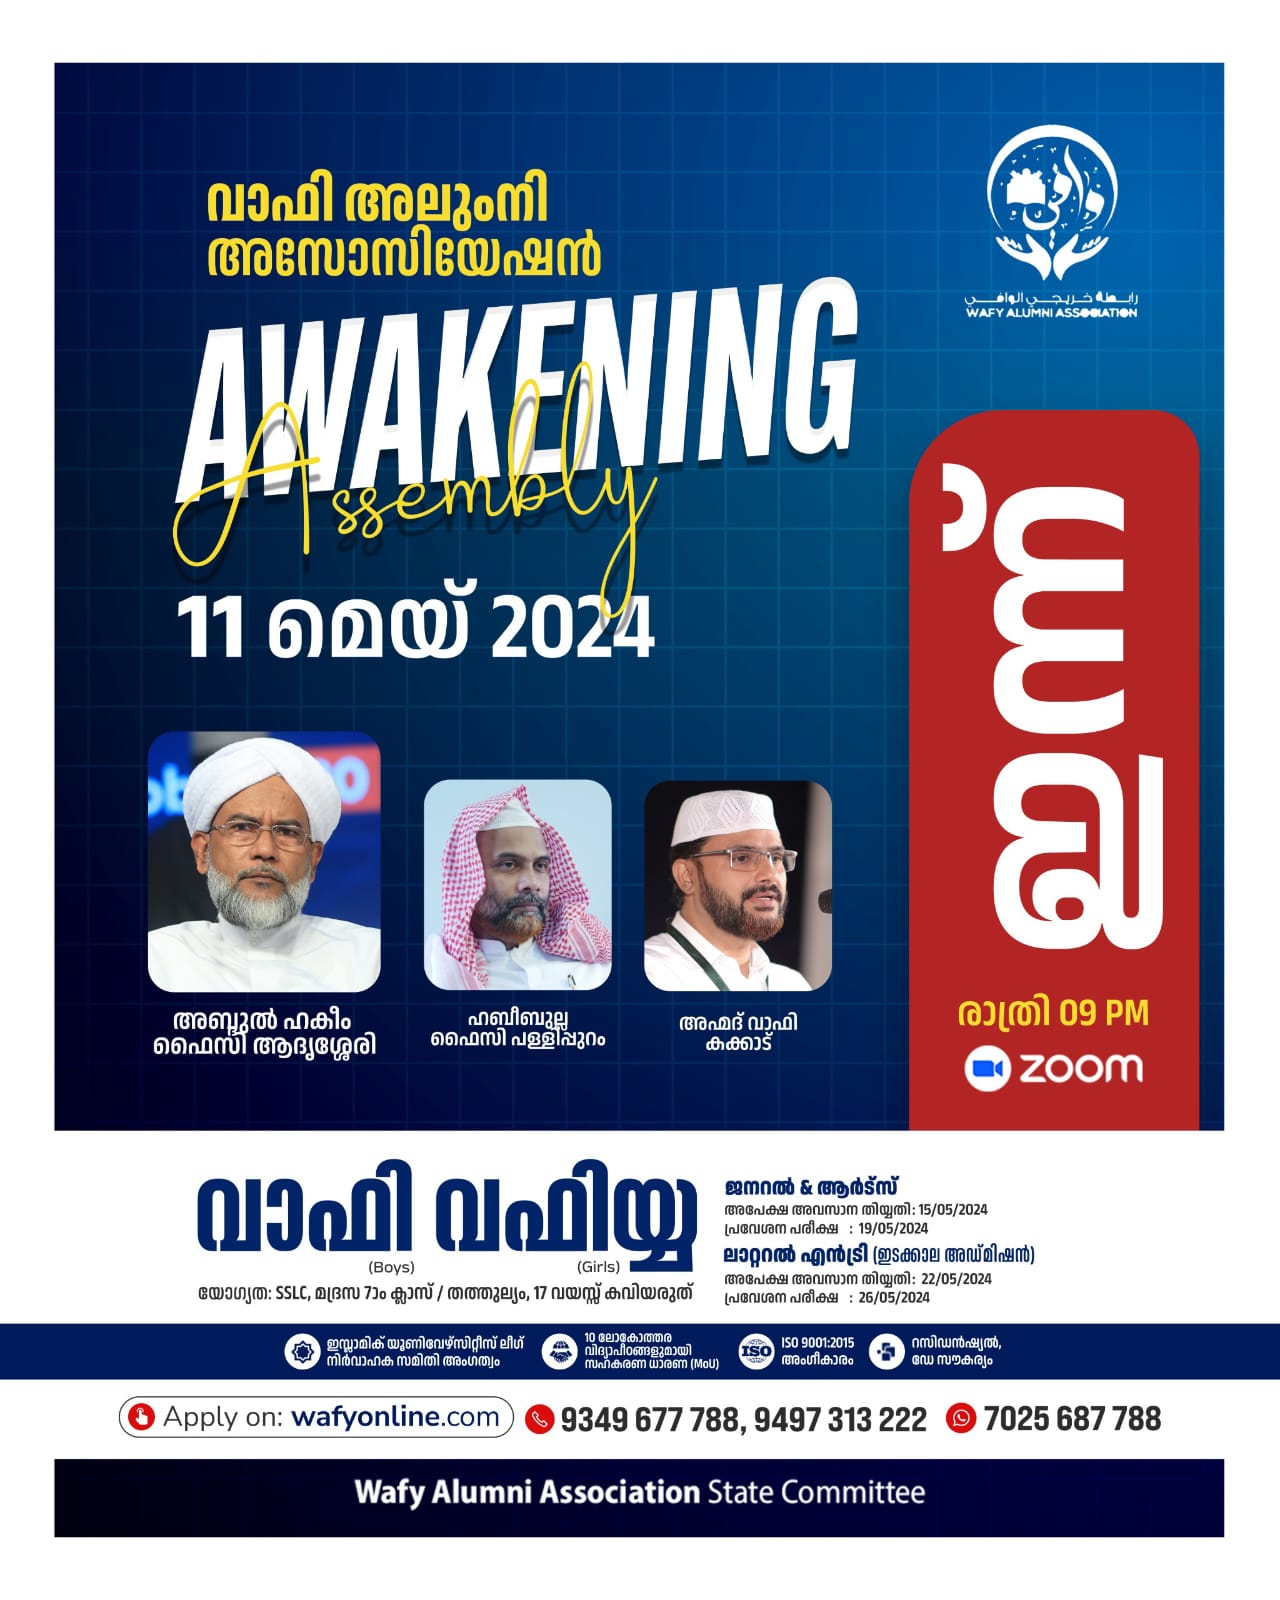 വാഫി അലുംനി
അസോസിയേഷൻ
رابطة خريجي الوافي
WAFY ALUMNI ASSOCIATION
AWAKENING
Assembly
11 മെയ് 2024
ഇന്ന്
രാത്രി 09 PM
zoom
അബ്ദുൽ ഹകീം
ഫൈസി ആദൃശ്ശേരി
ഹബീബുല്ല
ഫൈസി പള്ളിപ്പുറം
അഹ്മദ് വാഫി
കക്കാട്
വാഫി വഫിയ്യ
(Boys) (Girls)
യോഗ്യത: SSLC, മദ്രസ 7ാം ക്ലാസ് / തത്തുല്യം, 17 വയസ്സ് കവിയരുത്
ജനറൽ & ആർട്സ്
അപേക്ഷ അവസാന തിയ്യതി: 15/05/2024
പ്രവേശന പരീക്ഷ : 19/05/2024
ലാറ്ററൽ എൻട്രി (ഇടക്കാല അഡ്മിഷൻ)
അപേക്ഷ അവസാന തിയ്യതി: 22/05/2024
പ്രവേശന പരീക്ഷ : 26/05/2024
ഇസ്ലാമിക് യൂണിവേഴ്സിറ്റീസ് ലീഗ്
നിർവാഹക സമിതി അംഗത്വം
10 ലോകോത്തര
വിദ്യാപീഠങ്ങളുമായി
സഹകരണ ധാരണ (MoU)
ISO
ISO 9001:2015
അംഗീകാരം
റസിഡൻഷ്യൽ,
ഡേ സൗകര്യം
Apply on: wafyonline.com
9349 677 788, 9497 313 222
7025 687 788
Wafy Alumni Association State Committee